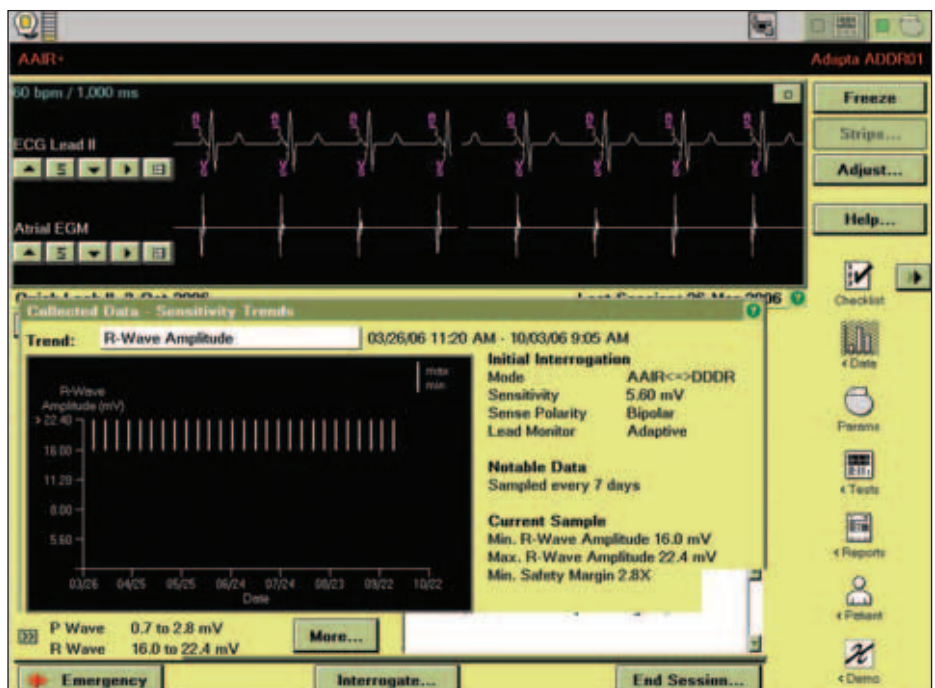 AAIR+
Adapta ADDR01
60 bpm / 1,000 ms
Freeze
ECG Lead II
Strips...
S
Adjust...
Atrial EGM
Help...
S
Checklist
Collected Data - Sensitivity Trends
Trend: R-Wave Amplitude
03/26/06 11:20 AM - 10/03/06 9:05 AM
max
min
R-Wave
Amplitude (mV)
> 22.40
16.00
11.20
8.00
5.60
03/26 04/25 05/25 06/24 07/24 08/23 09/22 10/22
Date
Initial Interrogation
Mode AAIR<=>DDDR
Sensitivity 5.60 mV
Sense Polarity Bipolar
Lead Monitor Adaptive
Notable Data
Sampled every 7 days
Current Sample
Min. R-Wave Amplitude 16.0 mV
Max. R-Wave Amplitude 22.4 mV
Min. Safety Margin 2.8X
< Data
Params
< Tests
< Reports
< Patient
< Demo
P Wave 0.7 to 2.8 mV
R Wave 16.0 to 22.4 mV
More...
Emergency
Interrogate...
End Session...